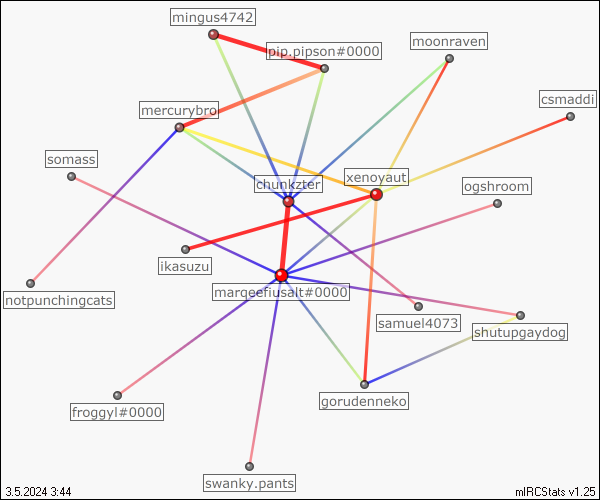 mingus4742
pip.pipson#0000
moonraven
csmaddi
mercurybro
somass
chunkzter
xenoyaut
ogshroom
ikasuzu
notpunchingcats
margeefiusalt#0000
samuel4073
shutupgaydog
froggyl#0000
gorudenneko
swanky.pants
3.5.2024 3:44
mIRCStats v1.25